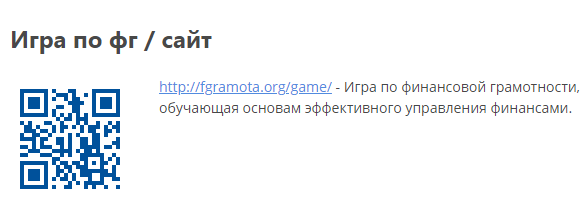 Игра по фг / сайт
http://fgramota.org/game/ - Игра по финансовой грамотности,
обучающая основам эффективного управления финансами.